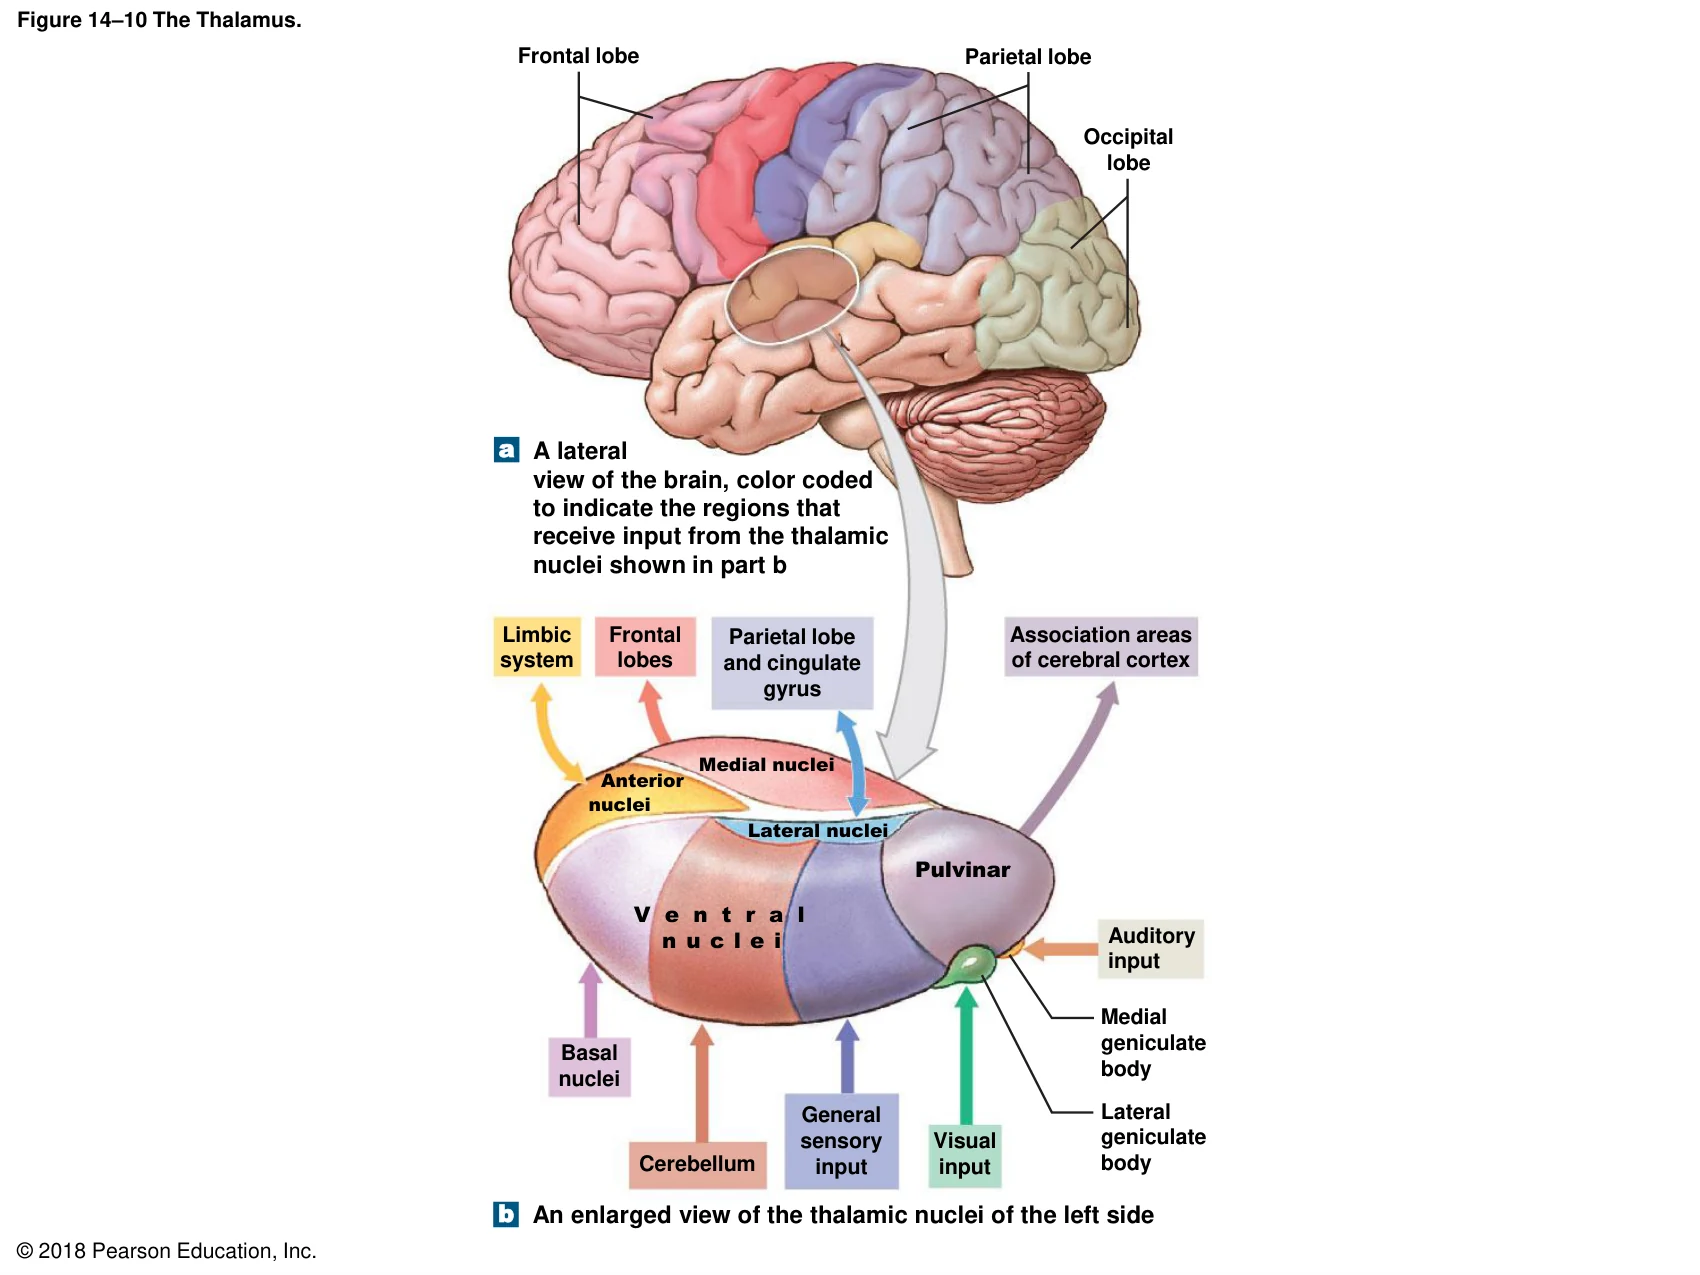 Figure 14–10 The Thalamus.
Frontal lobe
Parietal lobe
Occipital
lobe
a A lateral
view of the brain, color coded
to indicate the regions that
receive input from the thalamic
nuclei shown in part b
Limbic
system
Frontal
lobes
Parietal lobe
and cingulate
gyrus
Association areas
of cerebral cortex
Medial nuclei
Anterior
nuclei
Lateral nuclei
Pulvinar
Ventral
nuclei
Auditory
input
Medial
geniculate
body
Basal
nuclei
Lateral
geniculate
body
General
sensory
input
Visual
input
Cerebellum
b An enlarged view of the thalamic nuclei of the left side
© 2018 Pearson Education, Inc.